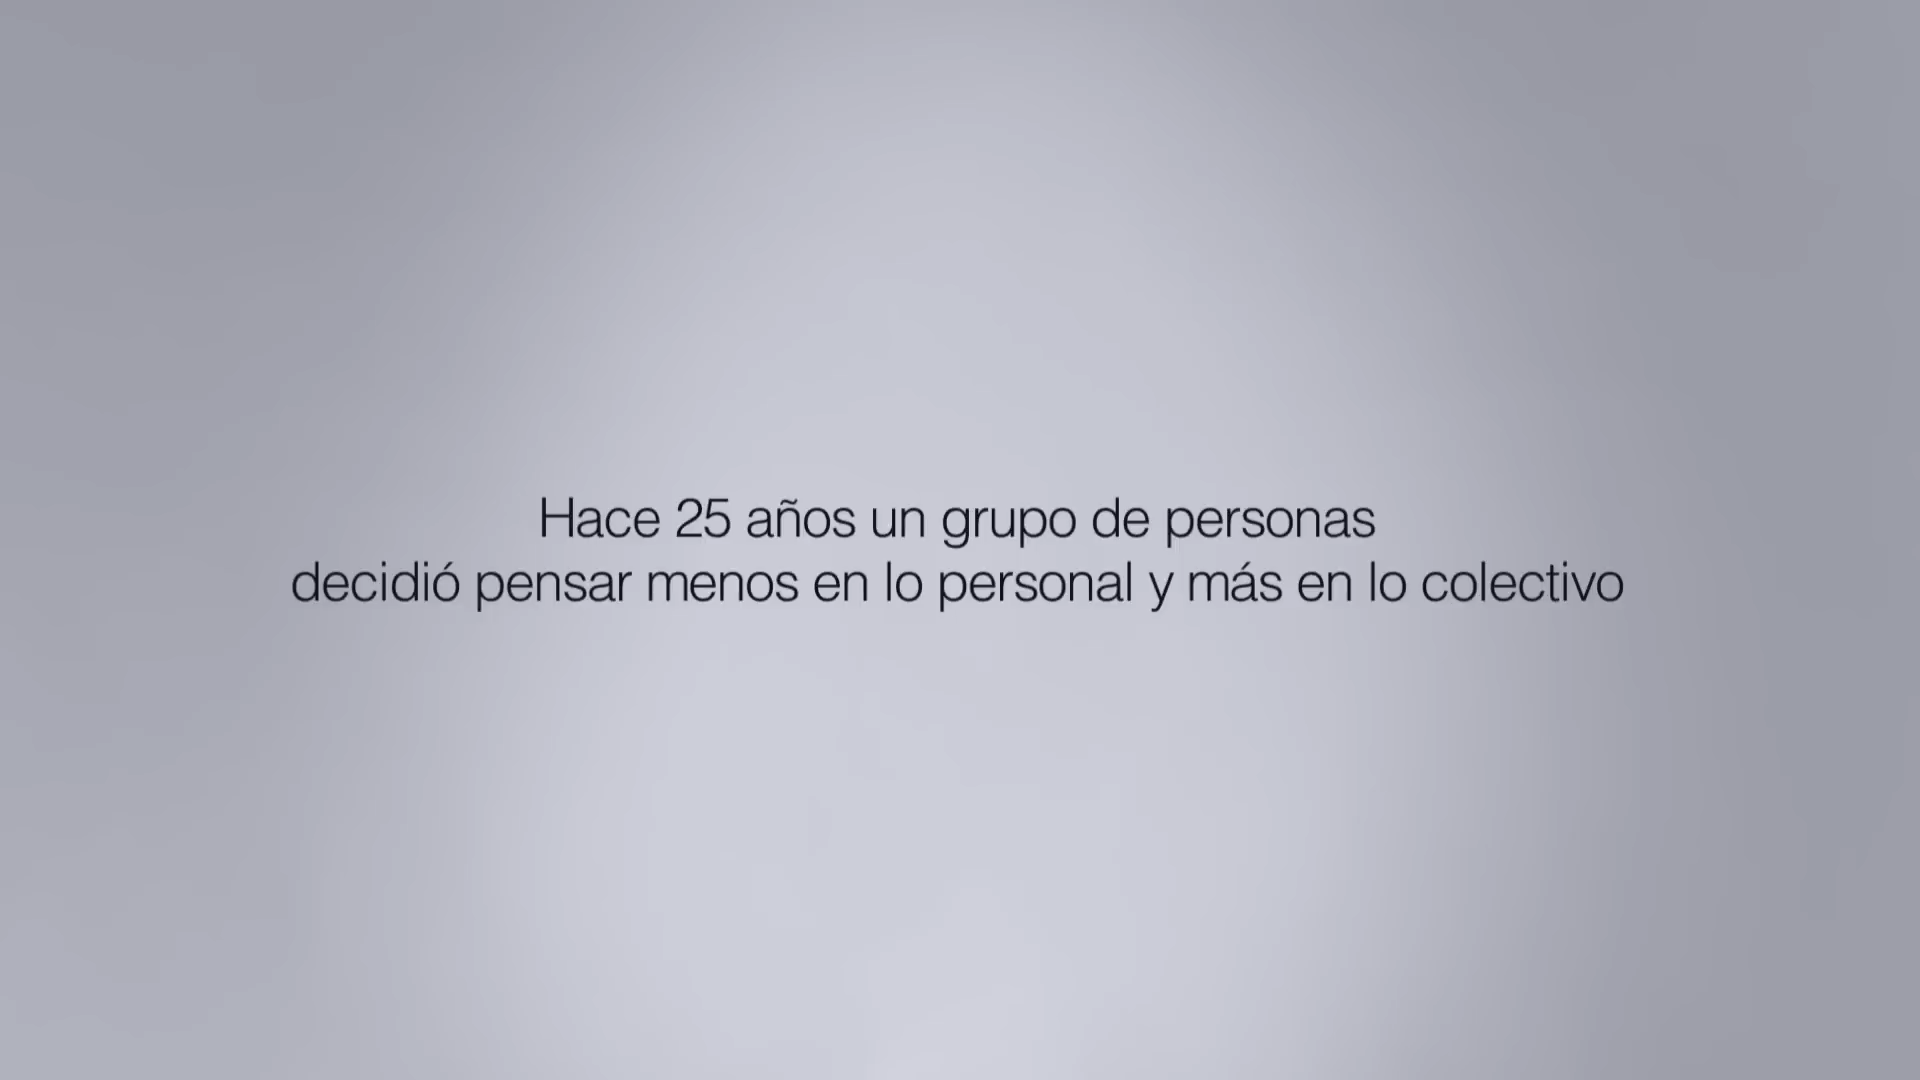 Hace 25 años un grupo de personas
decidió pensar menos en lo personal y más en lo colectivo